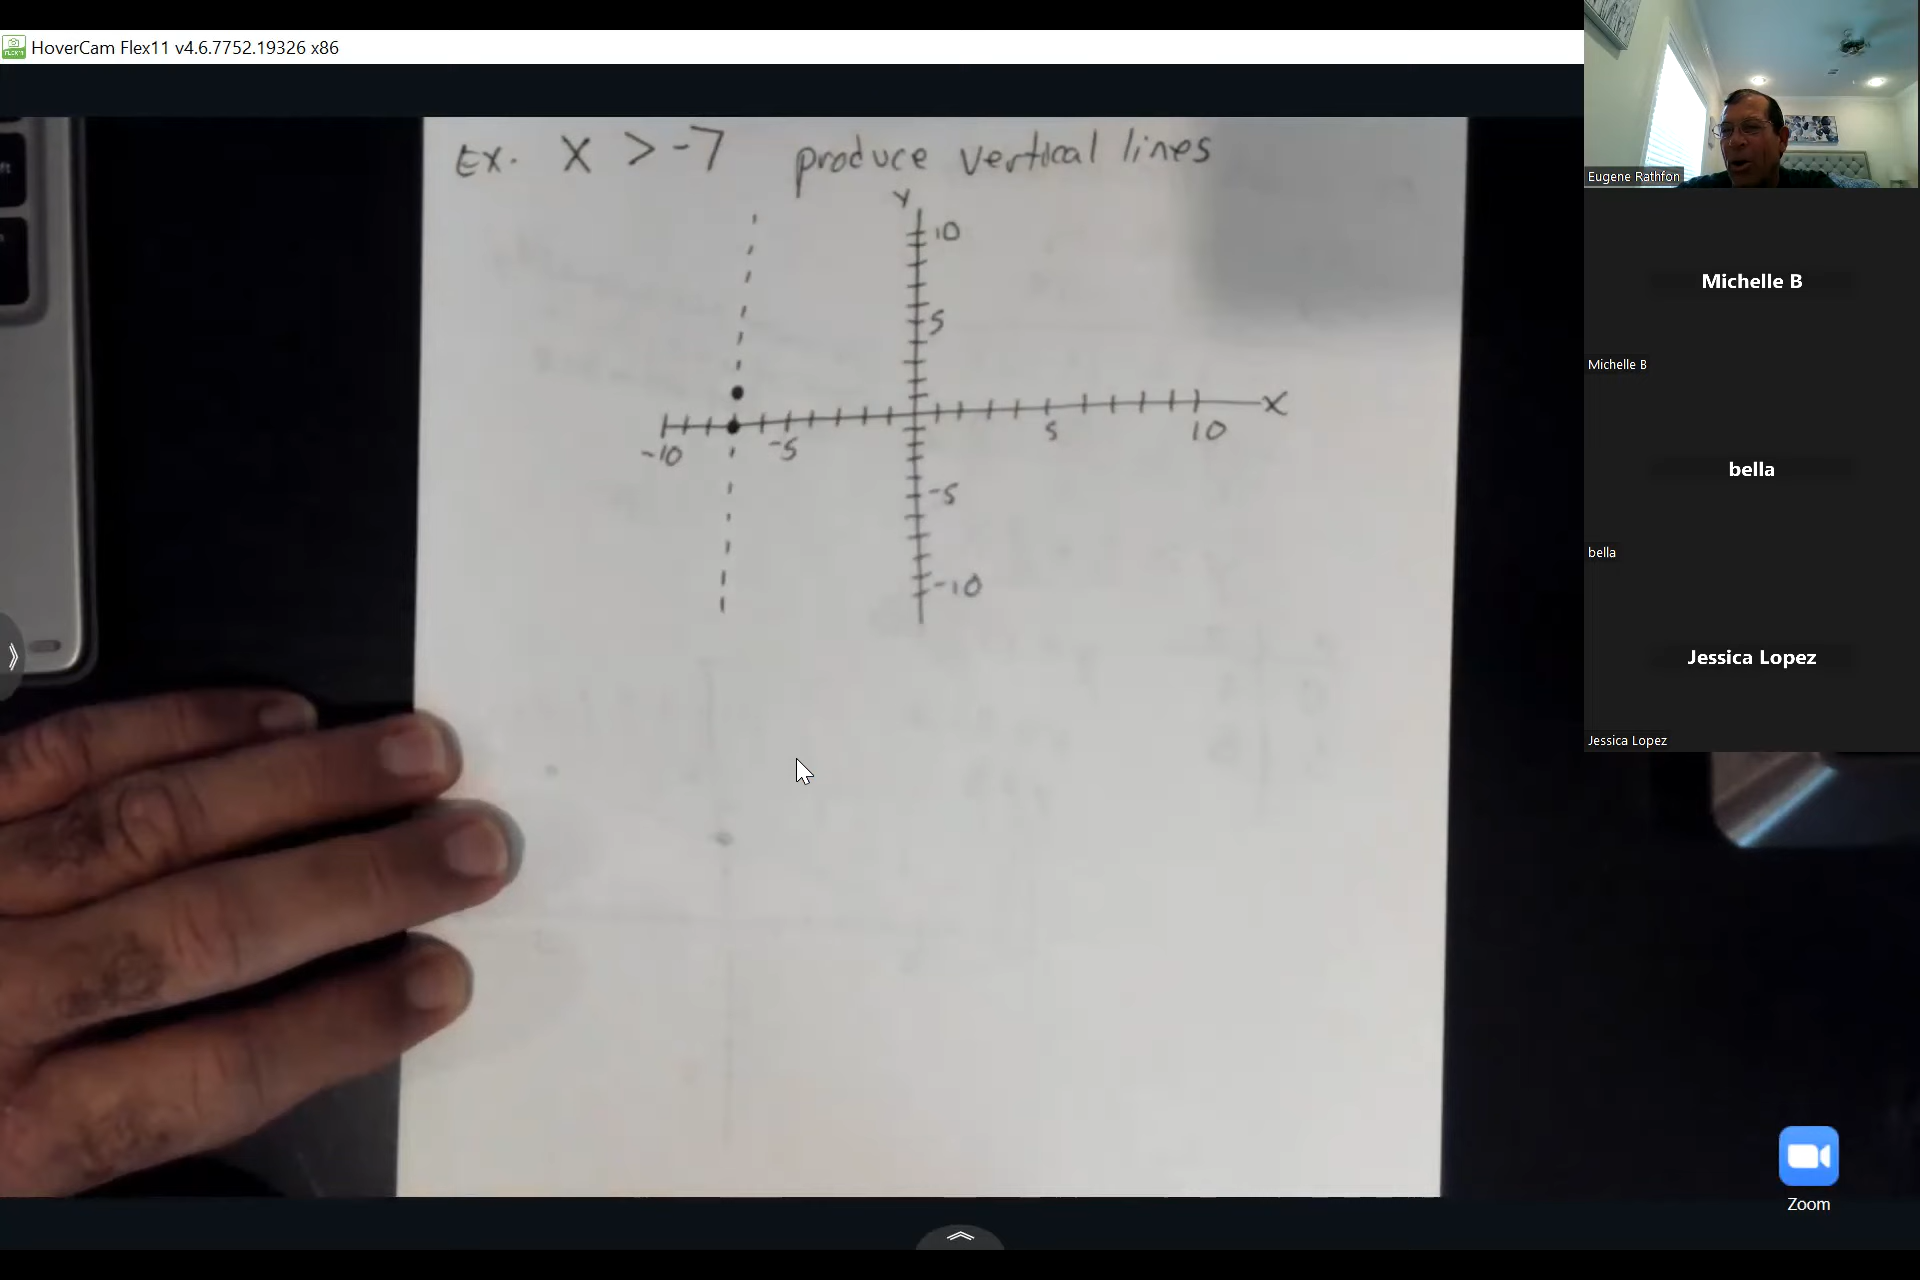 HoverCam Flex11 v4.6.7752.19326 x86
Ex. X > -7 produce vertical lines
Y
10
5
X
-10 -5 5 10
-5
-10
Eugene Rathfon
Michelle B
Michelle B
bella
bella
Jessica Lopez
Jessica Lopez
Zoom